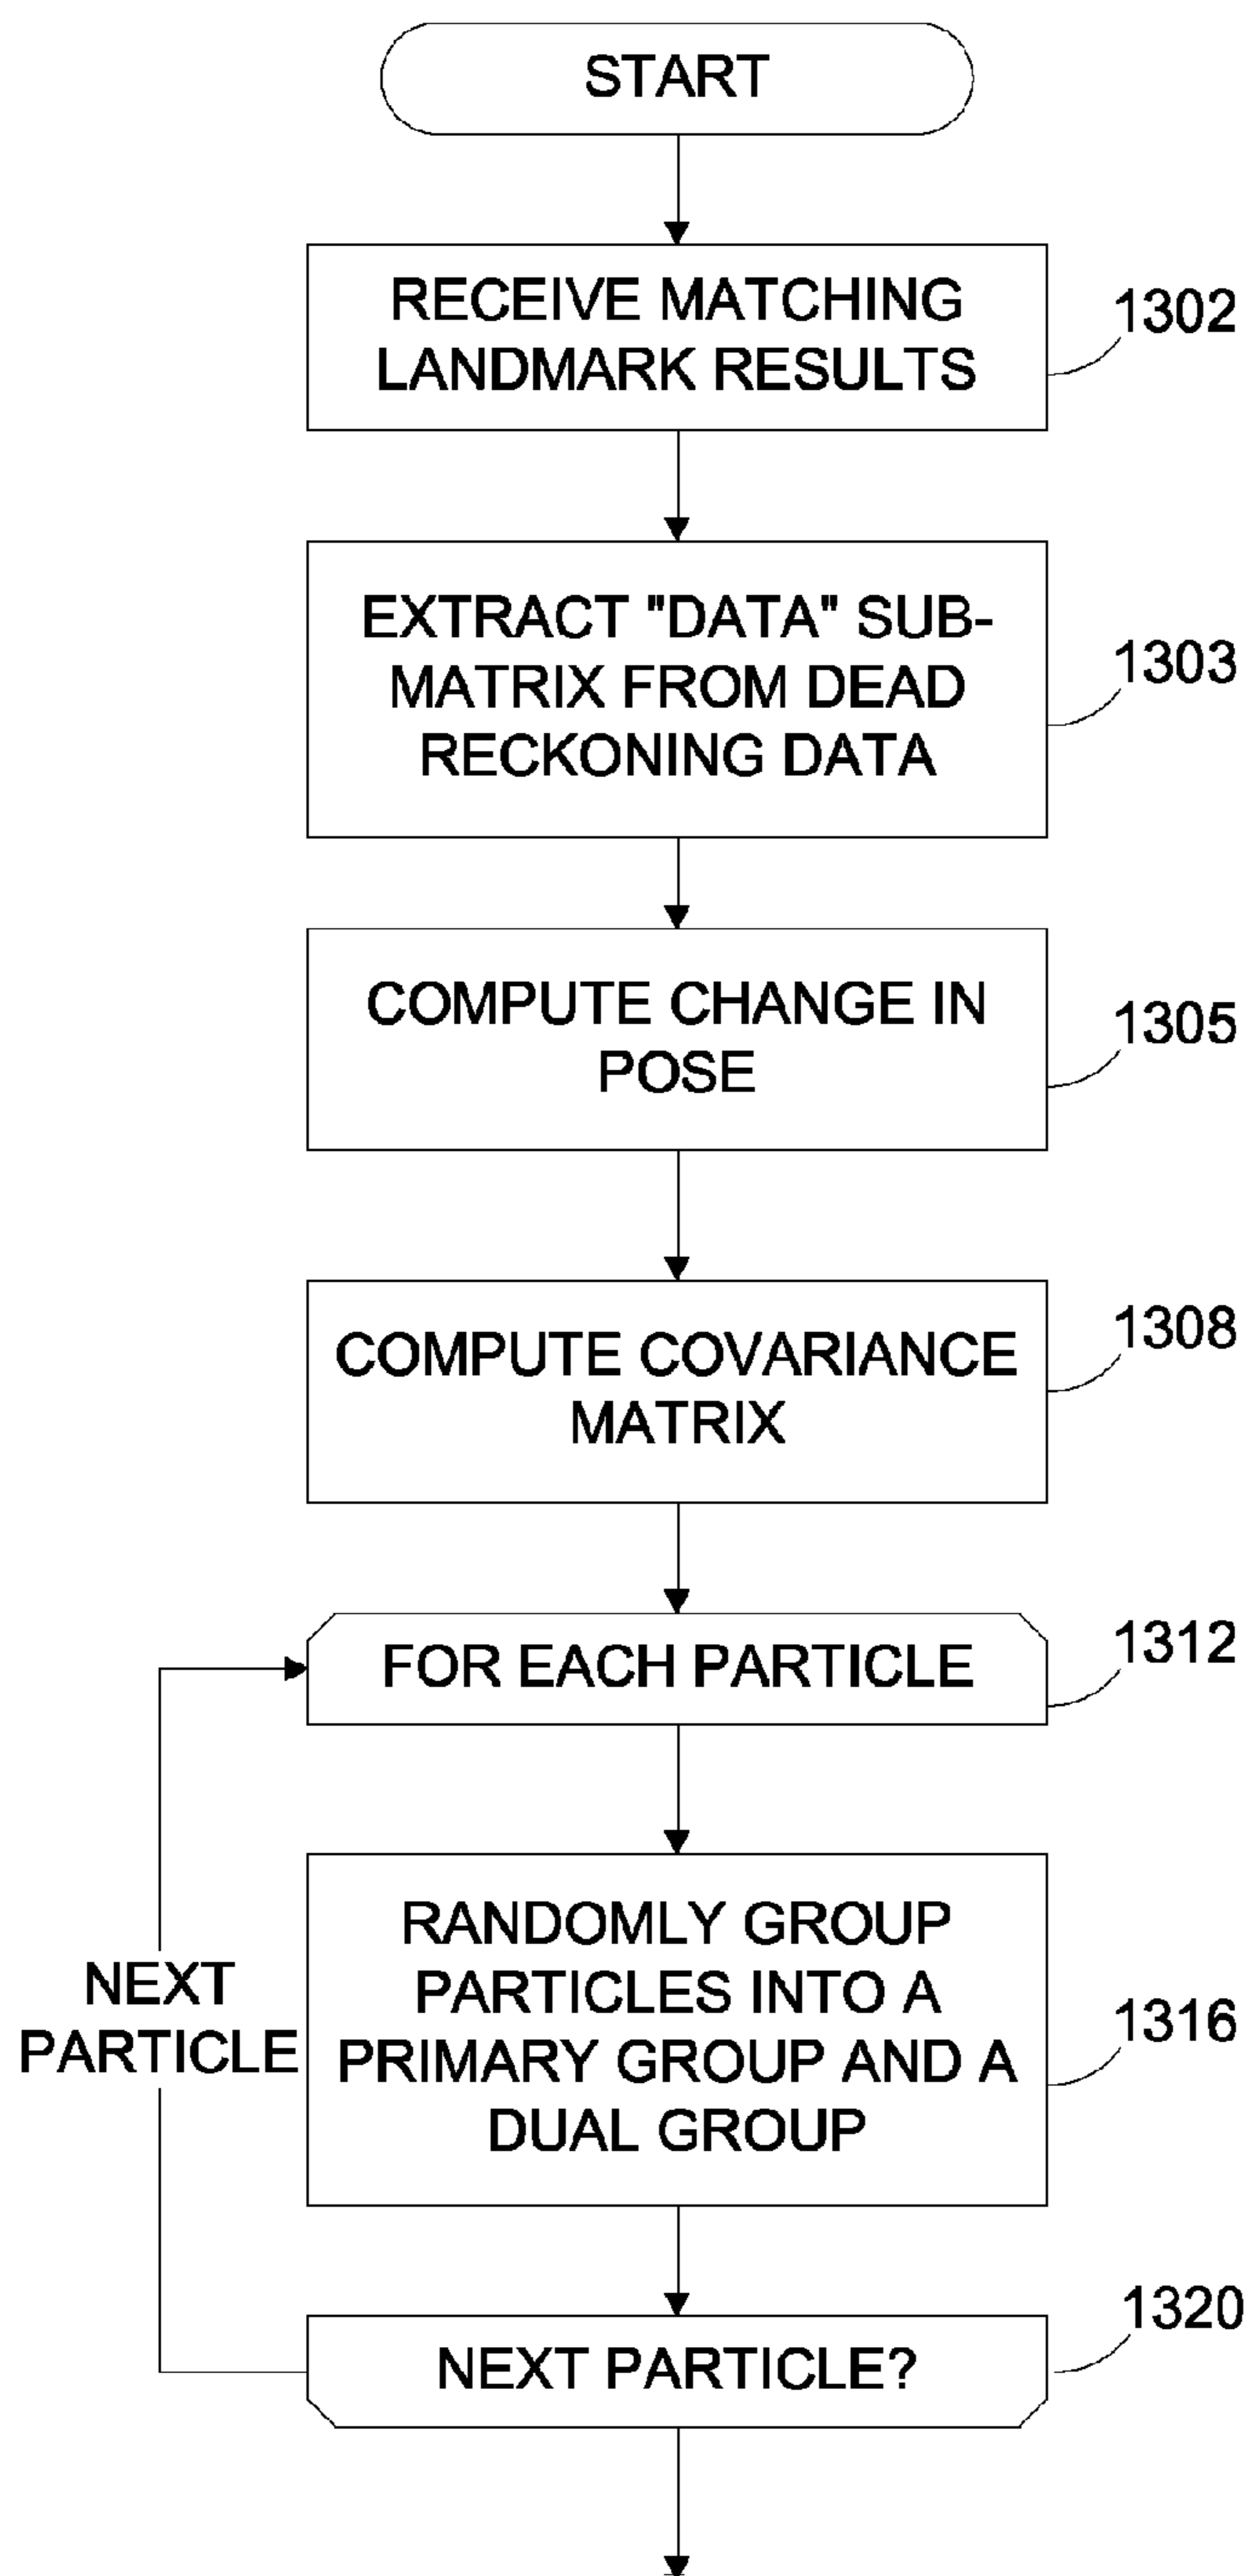 START
RECEIVE MATCHING
LANDMARK RESULTS
1302
EXTRACT "DATA" SUB-
MATRIX FROM DEAD
RECKONING DATA
1303
COMPUTE CHANGE IN
POSE
1305
COMPUTE COVARIANCE
MATRIX
1308
FOR EACH PARTICLE
1312
RANDOMLY GROUP
PARTICLES INTO A
PRIMARY GROUP AND A
DUAL GROUP
1316
NEXT
PARTICLE
NEXT PARTICLE?
1320